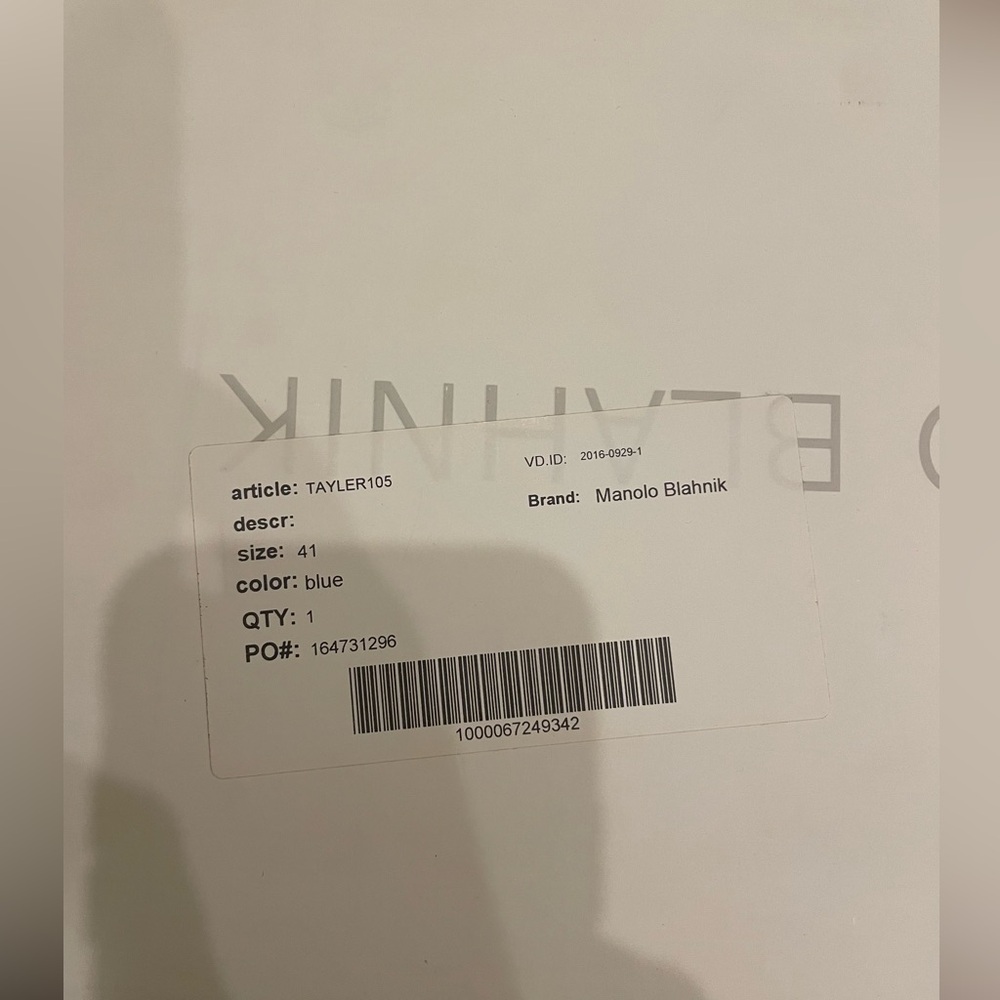 BLAHNIK
article: TAYLER105
descr:
size: 41
color: blue
QTY: 1
PO#: 164731296
VD.ID: 2016-0929-1
Brand: Manolo Blahnik
1000067249342